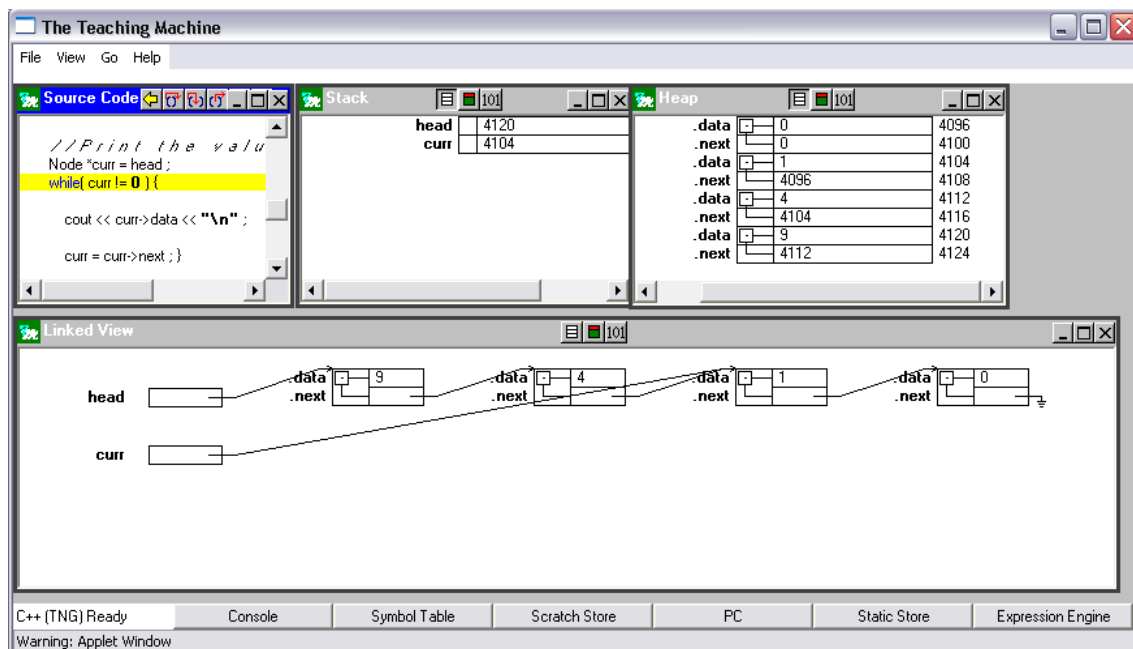 The Teaching Machine
File View Go Help
Source Code
//Print the valu
Node *curr = head ;
while( curr != 0 ) {
cout << curr->data << "\n" ;
curr = curr->next ; }
Stack
101
head 4120
curr 4104
Heap
101
.data 0 4096
.next 0 4100
.data 1 4104
.next 4096 4108
.data 4 4112
.next 4104 4116
.data 9 4120
.next 4112 4124
Linked View
101
.data 9 .data 4 .data 1 .data 0
head .next .next .next .next
curr
C++ (TNG) Ready Console Symbol Table Scratch Store PC Static Store Expression Engine
Warning: Applet Window